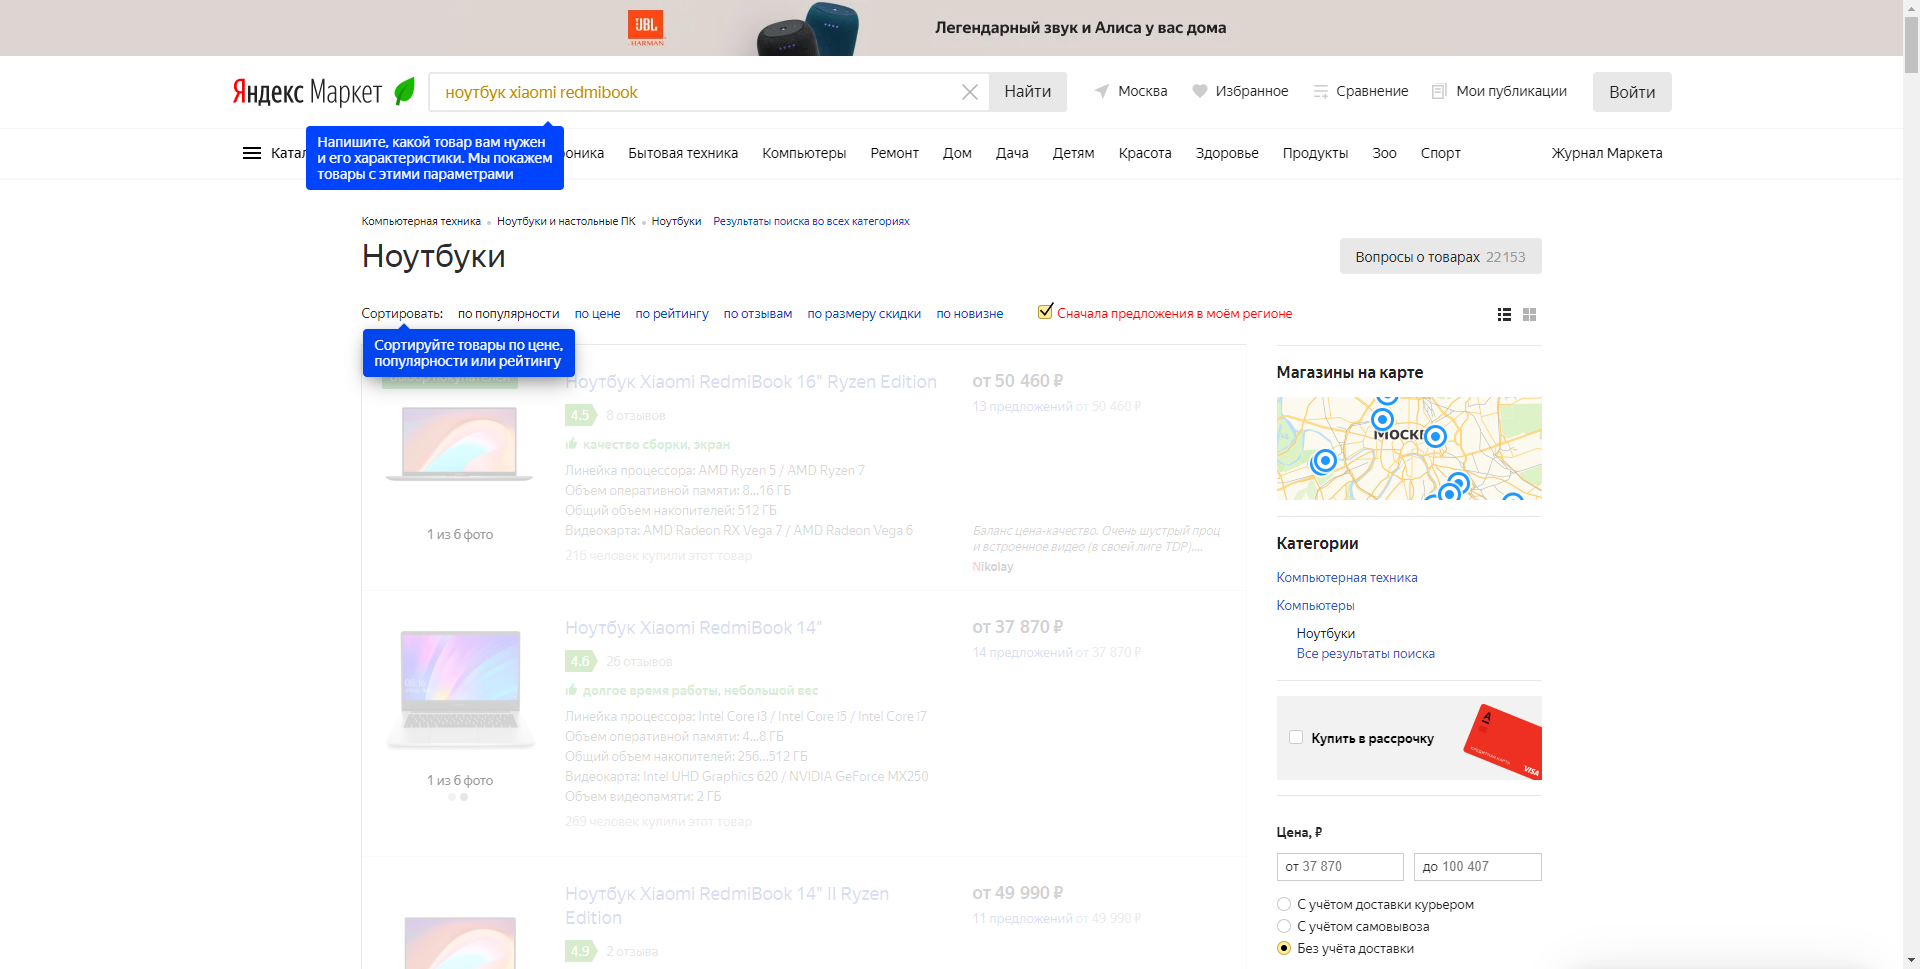 JBL
HARMAN
Легендарный звук и Алиса у вас дома
Яндекс Маркет
ноутбук xiaomi redmibook
Найти
Москва
Избранное
Сравнение
Мои публикации
Войти
Напишите, какой товар вам нужен
и его характеристики. Мы покажем
товары с этими параметрами
Бытовая техника
Компьютеры
Ремонт
Дом
Дача
Детям
Красота
Здоровье
Продукты
Зоо
Спорт
Журнал Маркета
Компьютерная техника
Ноутбуки и настольные ПК
Ноутбуки
Результаты поиска во всех категориях
Ноутбуки
Вопросы о товарах 22153
Сортировать:
по популярности
по цене
по рейтингу
по отзывам
по размеру скидки
по новизне
Сначала предложения в моём регионе
Сортируйте товары по цене,
популярности или рейтингу
Ноутбук Xiaomi RedmiBook 16" Ryzen Edition
4.5 8 отзывов
качество сборки, экран
Линейка процессора: AMD Ryzen 5 / AMD Ryzen 7
Объем оперативной памяти: 8...16 ГБ
Общий объем накопителей: 512 ГБ
Видеокарта: AMD Radeon RX Vega 7 / AMD Radeon Vega 6
216 человек купили этот товар
1 из 6 фото
от 50 460 ₽
13 предложений от 50 460 ₽
Баланс цена-качество. Очень шустрый проц
и встроенное видео (в своей лиге TDP)....
Nikolay
Ноутбук Xiaomi RedmiBook 14"
4.6 26 отзывов
долгое время работы, небольшой вес
Линейка процессора: Intel Core i3 / Intel Core i5 / Intel Core i7
Объем оперативной памяти: 4...8 ГБ
Общий объем накопителей: 256...512 ГБ
Видеокарта: Intel UHD Graphics 620 / NVIDIA GeForce MX250
Объем видеопамяти: 2 ГБ
269 человек купили этот товар
1 из 6 фото
от 37 870 ₽
14 предложений от 37 870 ₽
Ноутбук Xiaomi RedmiBook 14" II Ryzen
Edition
4.9 2 отзыва
от 49 990 ₽
11 предложений от 49 990 ₽
Магазины на карте
Категории
Компьютерная техника
Компьютеры
Ноутбуки
Все результаты поиска
Купить в рассрочку
А
КРЕДИТНАЯ КАРТА
VISA
Цена, ₽
от 37 870
до 100 407
С учётом доставки курьером
С учётом самовывоза
Без учёта доставки